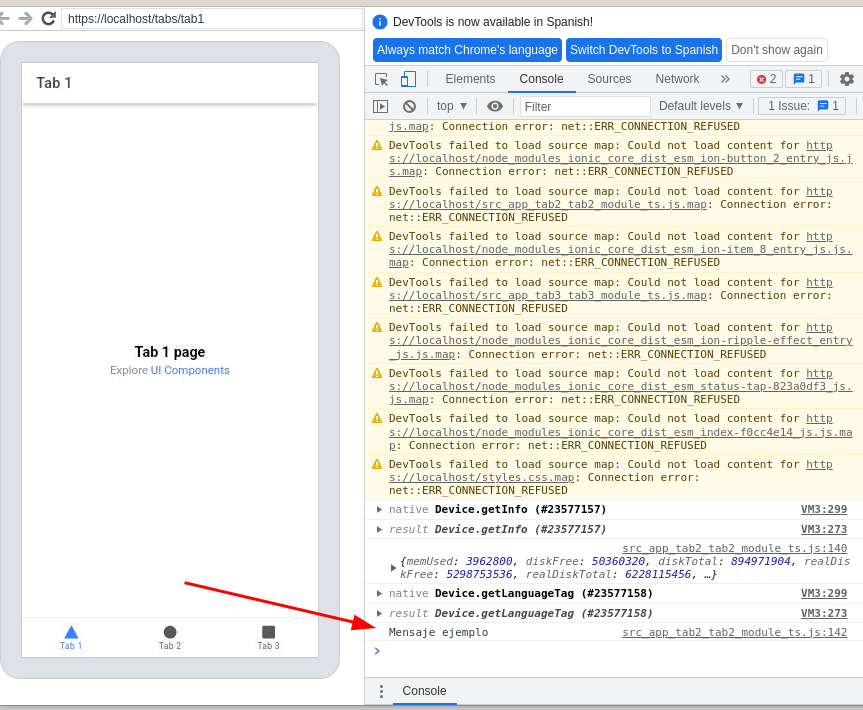 https://localhost/tabs/tab1
Tab 1
Tab 1 page
Explore UI Components
Tab 1
Tab 2
Tab 3
DevTools is now available in Spanish!
Always match Chrome's language
Switch DevTools to Spanish
Don't show again
Elements
Console
Sources
Network
»
2
1
top ▼
Filter
Default levels ▼
1 Issue:
1
js.map: Connection error: net::ERR_CONNECTION_REFUSED
DevTools failed to load source map: Could not load content for http
s://localhost/node_modules_ionic_core_dist_esm_ion-button_2_entry_js.j
s.map: Connection error: net::ERR_CONNECTION_REFUSED
DevTools failed to load source map: Could not load content for http
s://localhost/src_app_tab2_tab2_module_ts.js.map: Connection error:
net::ERR_CONNECTION_REFUSED
DevTools failed to load source map: Could not load content for http
s://localhost/node_modules_ionic_core_dist_esm_ion-item_8_entry_js.js.
map: Connection error: net::ERR_CONNECTION_REFUSED
DevTools failed to load source map: Could not load content for http
s://localhost/src_app_tab3_tab3_module_ts.js.map: Connection error:
net::ERR_CONNECTION_REFUSED
DevTools failed to load source map: Could not load content for http
s://localhost/node_modules_ionic_core_dist_esm_ion-ripple-effect_entry
_js.js.map: Connection error: net::ERR_CONNECTION_REFUSED
DevTools failed to load source map: Could not load content for http
s://localhost/node_modules_ionic_core_dist_esm_status-tap-823a0df3_js.
js.map: Connection error: net::ERR_CONNECTION_REFUSED
DevTools failed to load source map: Could not load content for http
s://localhost/node_modules_ionic_core_dist_esm_index-f0cc4e14_js.js.ma
p: Connection error: net::ERR_CONNECTION_REFUSED
DevTools failed to load source map: Could not load content for http
s://localhost/styles.css.map: Connection error:
net::ERR_CONNECTION_REFUSED
native Device.getInfo (#23577157) VM3:299
result Device.getInfo (#23577157) VM3:273
src_app_tab2_tab2_module_ts.js:140
{memUsed: 3962800, diskFree: 50360320, diskTotal: 894971904, realDis
kFree: 5298753536, realDiskTotal: 6228115456, …}
native Device.getLanguageTag (#23577158) VM3:299
result Device.getLanguageTag (#23577158) VM3:273
Mensaje ejemplo src_app_tab2_tab2_module_ts.js:142
Console